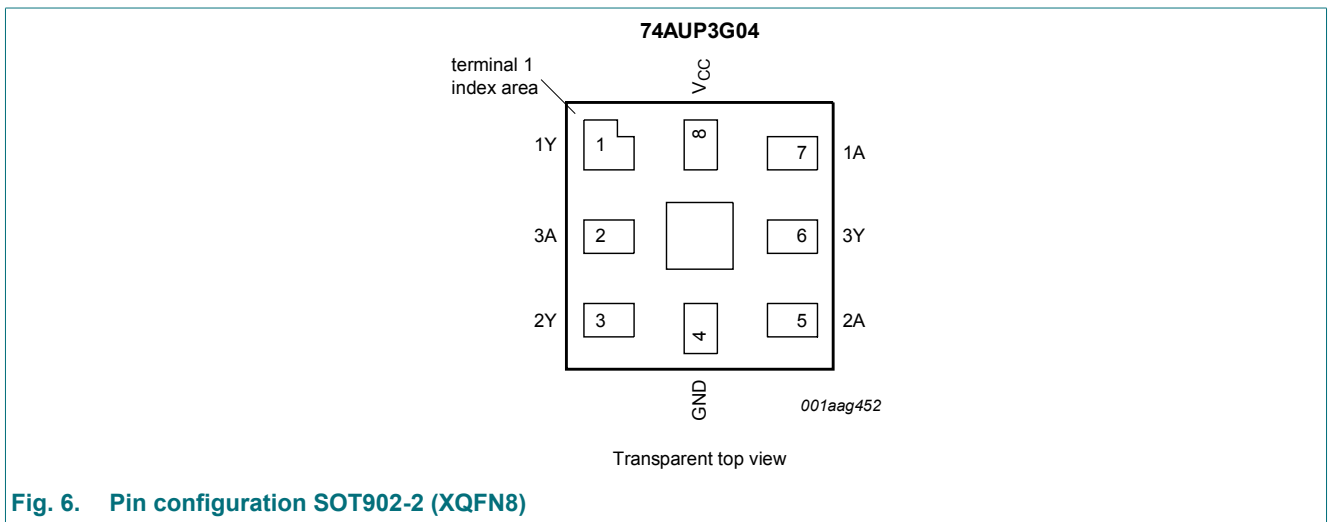 74AUP3G04
terminal 1
index area
VCC
1Y
1
8
7
1A
3A
2
6
3Y
2Y
3
4
5
2A
GND
001aag452
Transparent top view
Fig. 6. Pin configuration SOT902-2 (XQFN8)